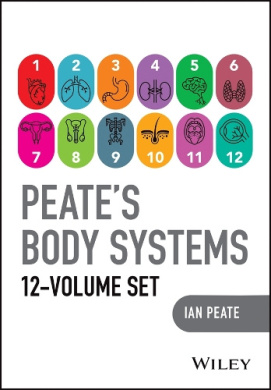 1 2 3 4 5 6
7 8 9 10 11 12
PEATE'S
BODY SYSTEMS
12-VOLUME SET
IAN PEATE
WILEY